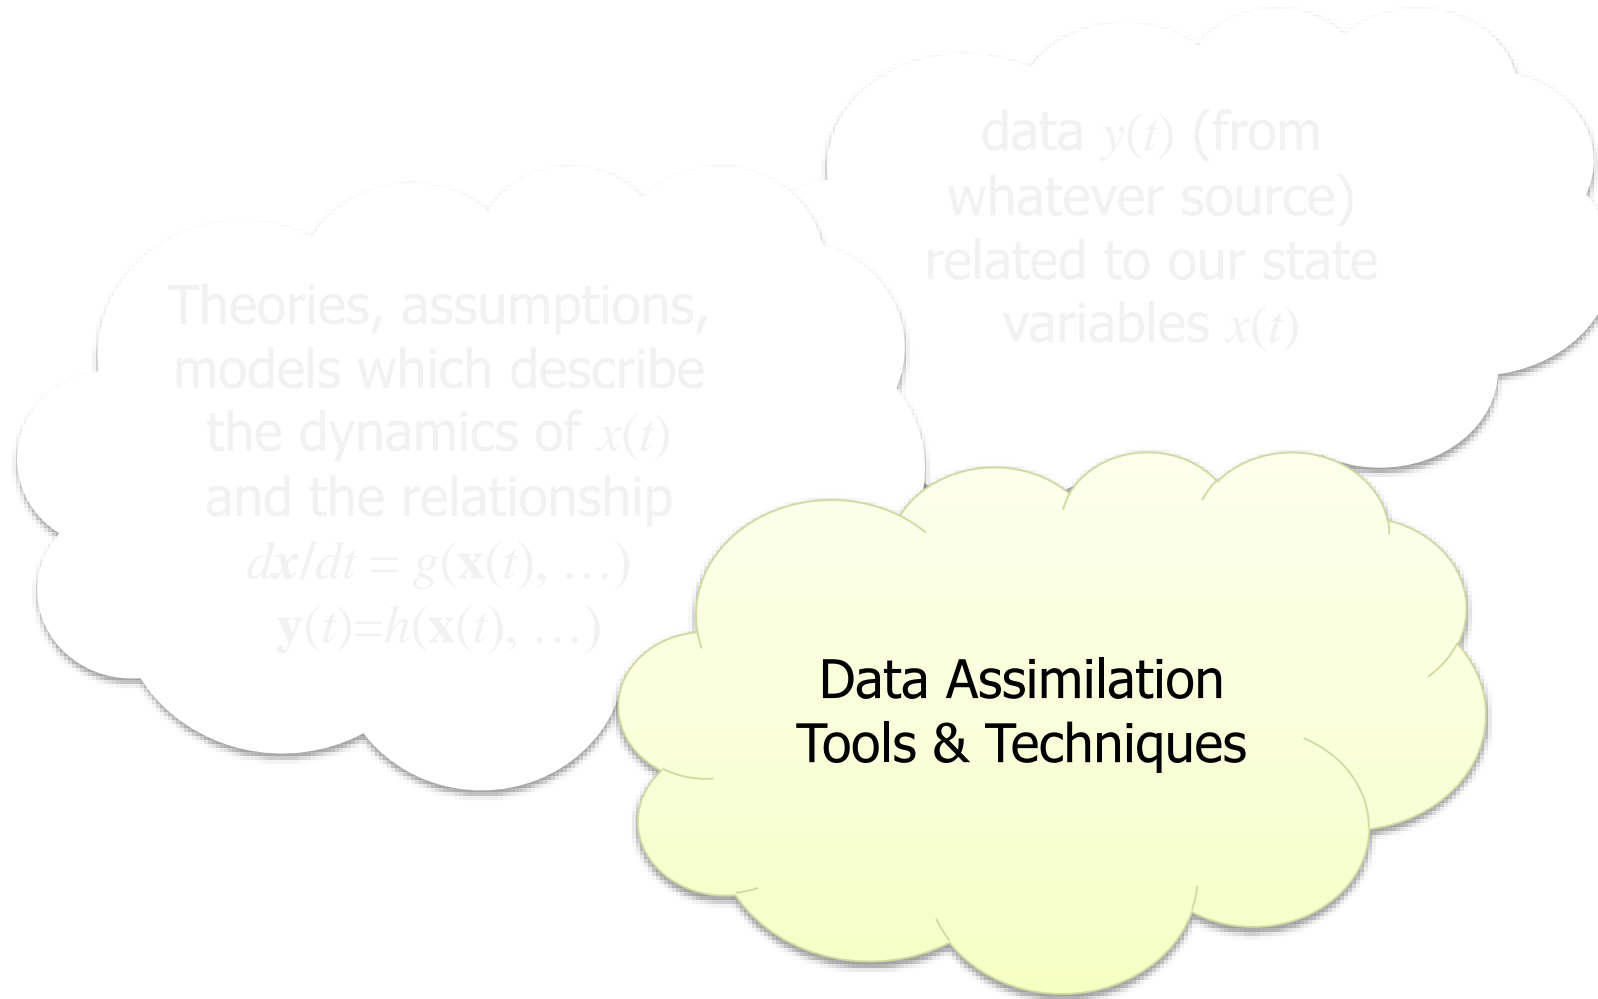 data y(t) (from
whatever source)
related to our state
variables x(t)
Theories, assumptions,
models which describe
the dynamics of x(t)
and the relationship
dx/dt = g(x(t), …)
y(t)=h(x(t), …)
Data Assimilation
Tools & Techniques